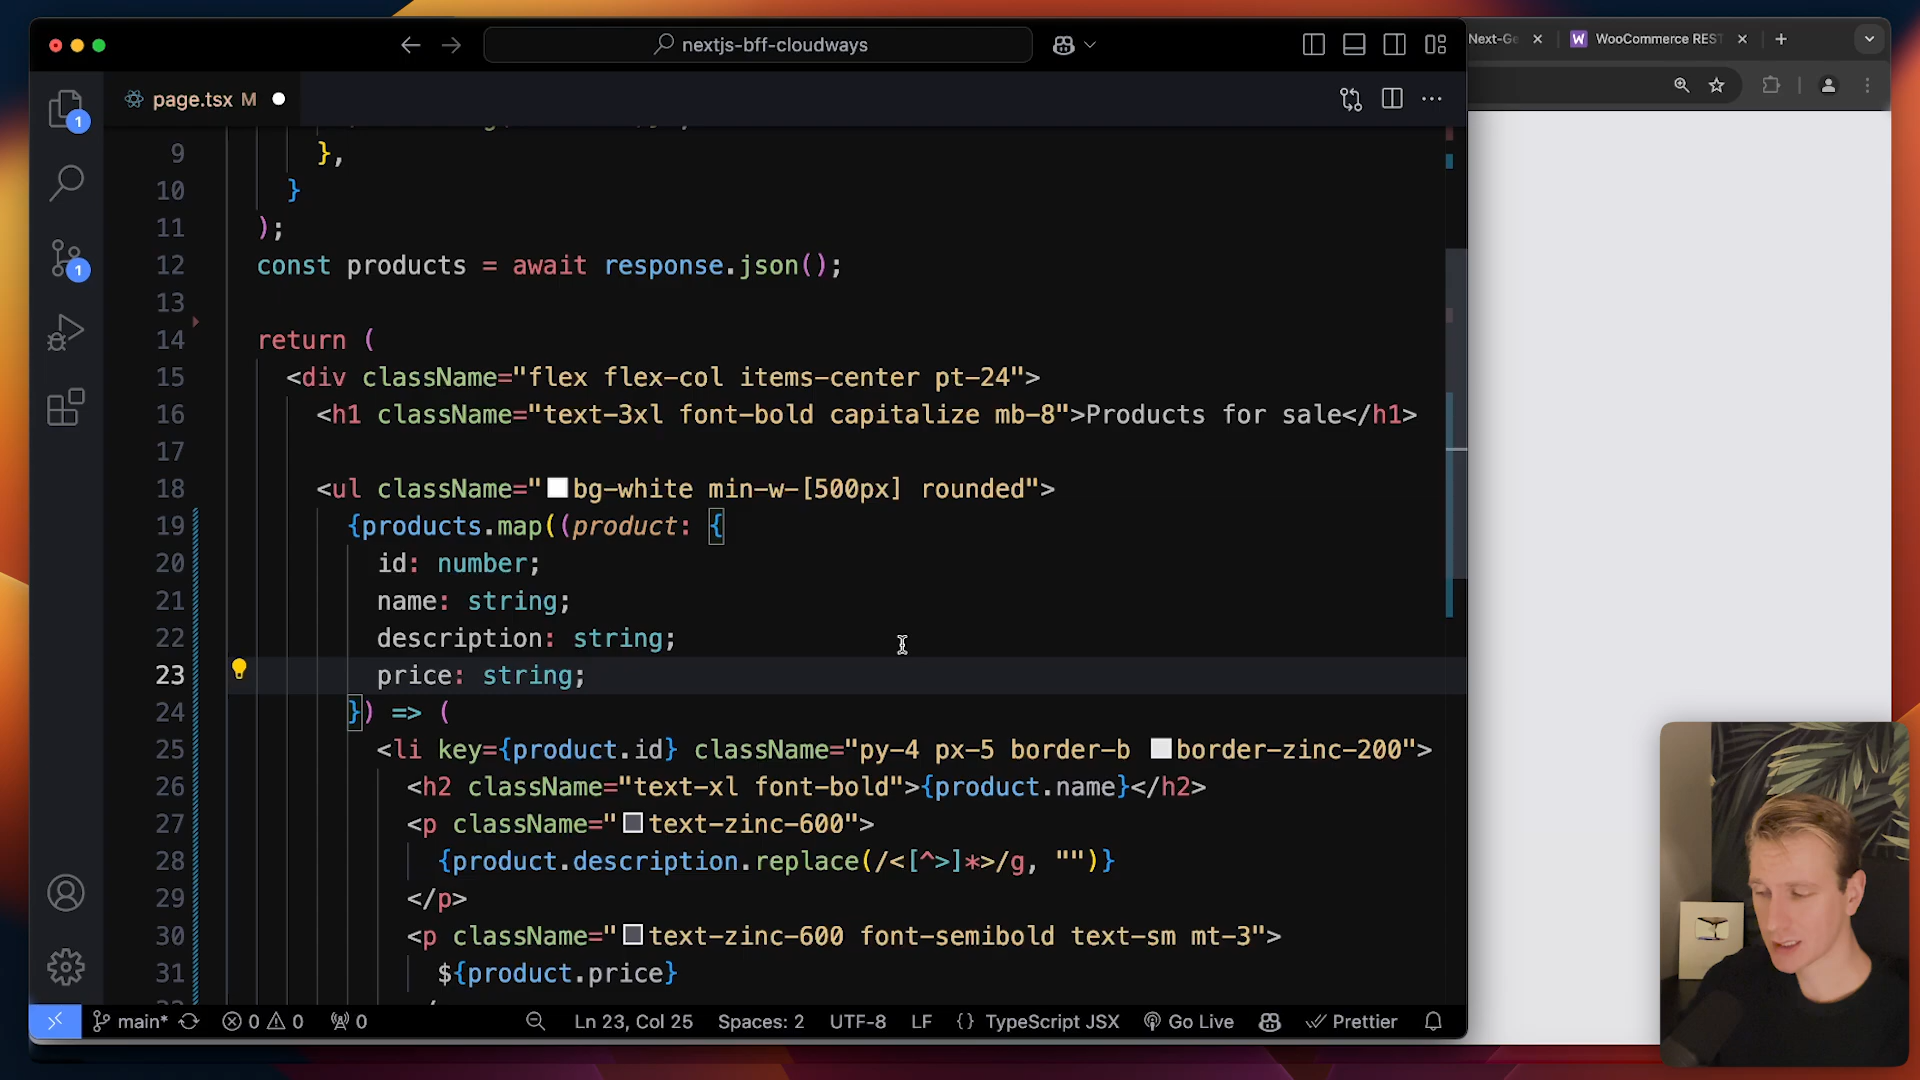 nextjs-bff-cloudways
Next-Ge
WooCommerce REST
page.tsx M
9 },
10 }
11 );
12 const products = await response.json();
13
14 return (
15 <div className="flex flex-col items-center pt-24">
16 <h1 className="text-3xl font-bold capitalize mb-8">Products for sale</h1>
17
18 <ul className="bg-white min-w-[500px] rounded">
19 {products.map((product: {
20 id: number;
21 name: string;
22 description: string;
23 price: string;
24 }) => (
25 <li key={product.id} className="py-4 px-5 border-b border-zinc-200">
26 <h2 className="text-xl font-bold">{product.name}</h2>
27 <p className="text-zinc-600">
28 {product.description.replace(/<[^>]*>/g, "")}
29 </p>
30 <p className="text-zinc-600 font-semibold text-sm mt-3">
31 ${product.price}
1
1
main* 0 0 0 Ln 23, Col 25 Spaces: 2 UTF-8 LF {} TypeScript JSX Go Live Prettier